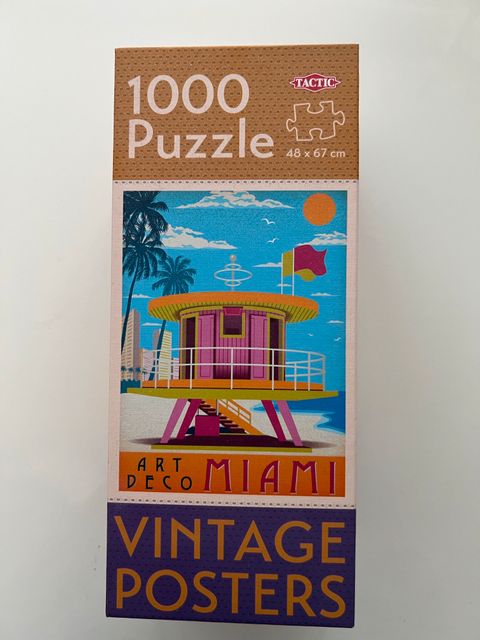 1000
Puzzle
TACTIC
48 x 67 cm
ART
DECO
MIAMI
VINTAGE
POSTERS